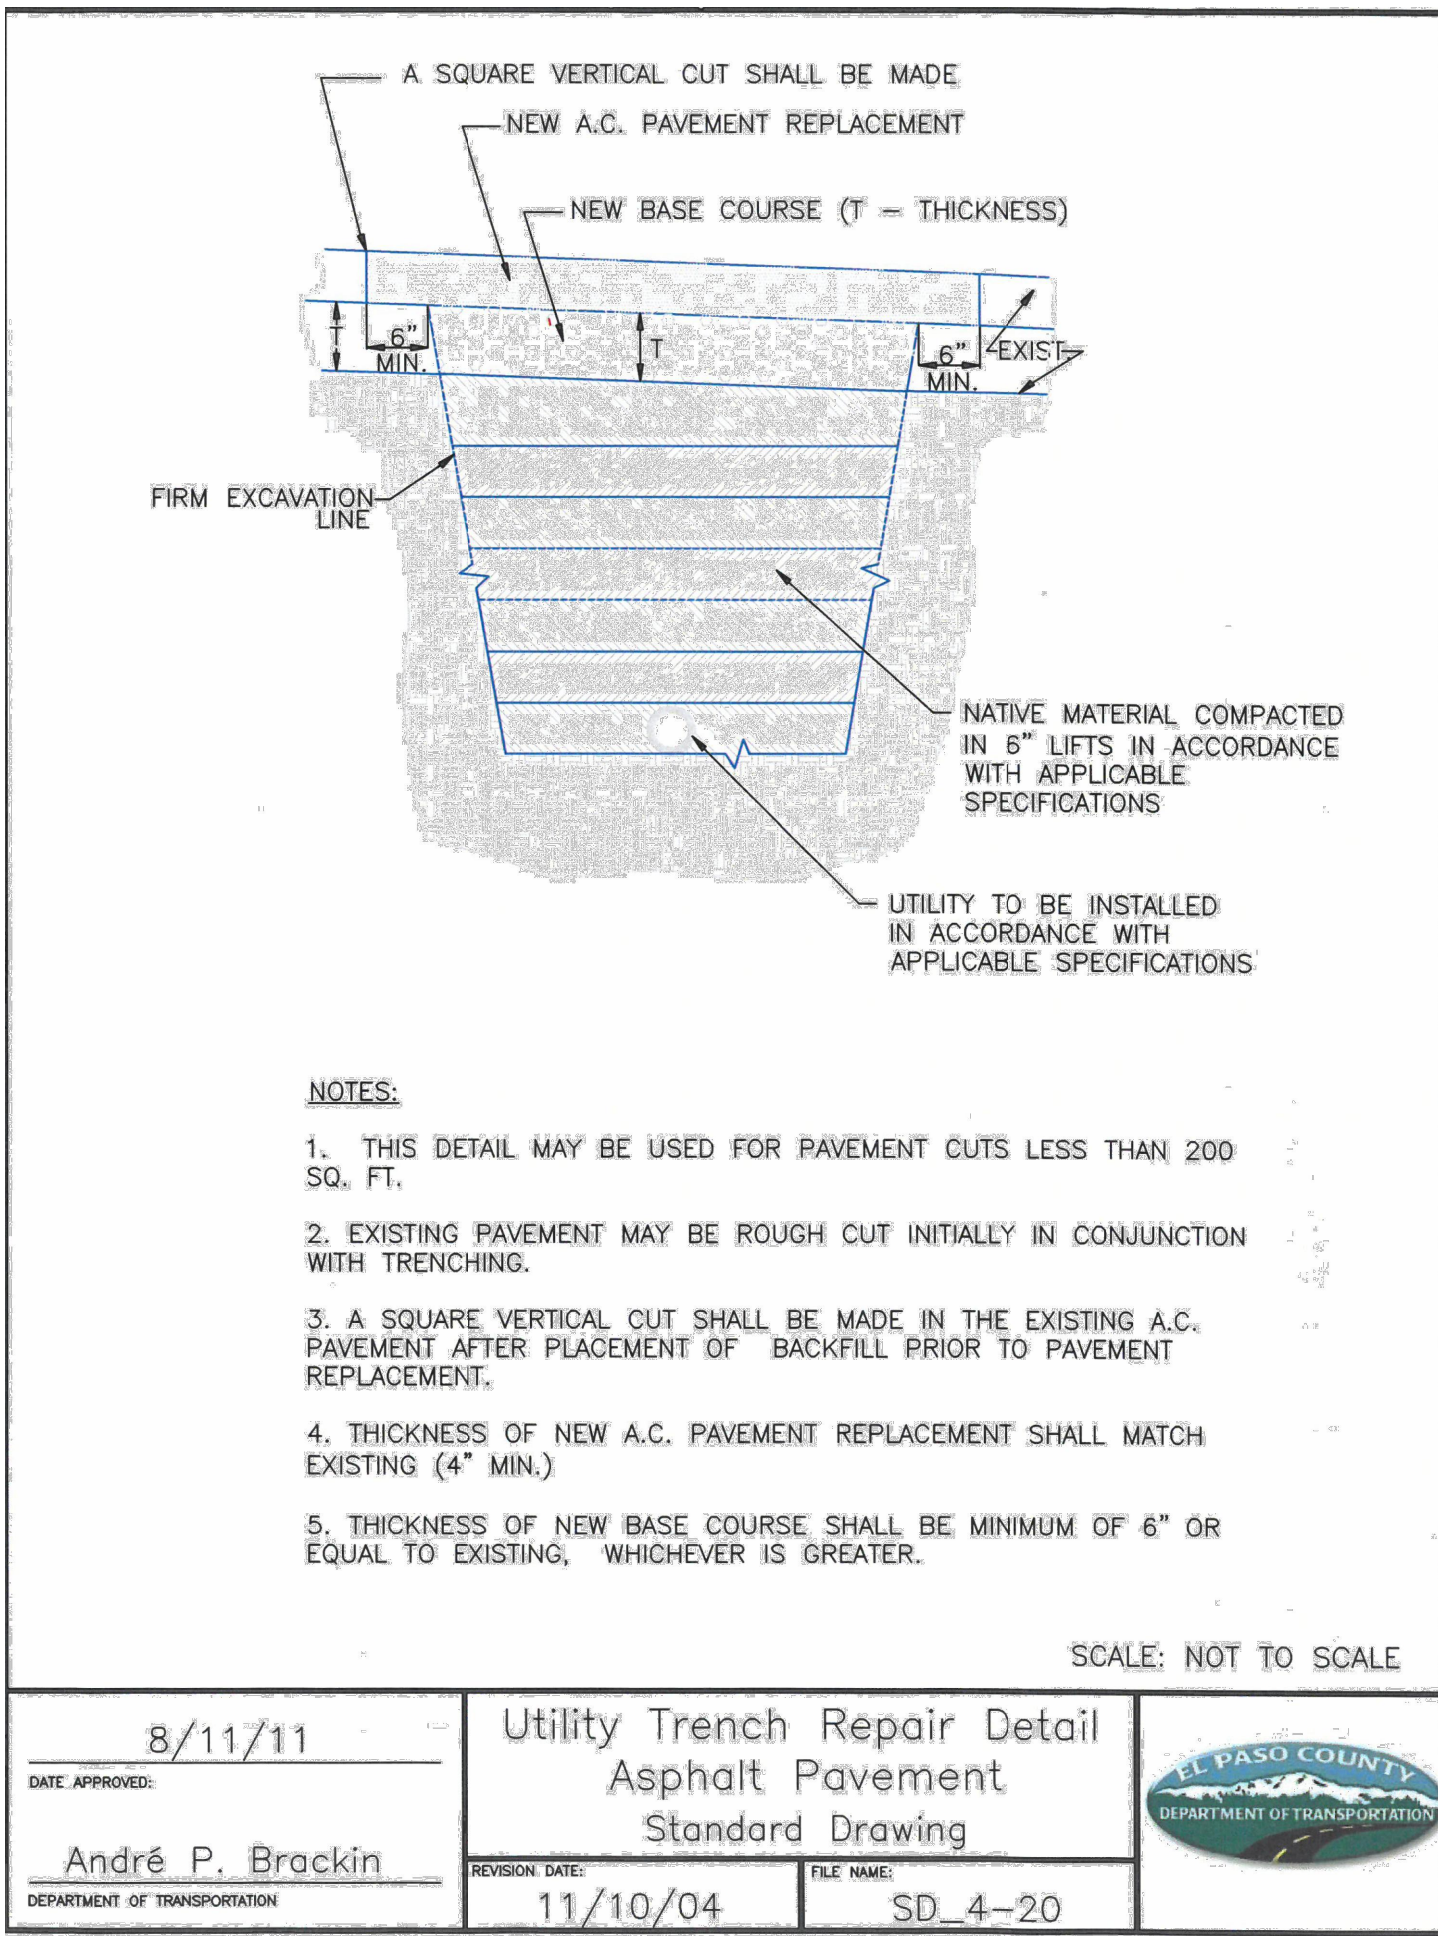 A SQUARE VERTICAL CUT SHALL BE MADE
NEW A.C. PAVEMENT REPLACEMENT
NEW BASE COURSE (T – THICKNESS)
T
6"
MIN.
T
6"
MIN.
EXIST
FIRM EXCAVATION
LINE
NATIVE MATERIAL COMPACTED
IN 6" LIFTS IN ACCORDANCE
WITH APPLICABLE
SPECIFICATIONS
UTILITY TO BE INSTALLED
IN ACCORDANCE WITH
APPLICABLE SPECIFICATIONS
NOTES:
1. THIS DETAIL MAY BE USED FOR PAVEMENT CUTS LESS THAN 200
SQ. FT.
2. EXISTING PAVEMENT MAY BE ROUGH CUT INITIALLY IN CONJUNCTION
WITH TRENCHING.
3. A SQUARE VERTICAL CUT SHALL BE MADE IN THE EXISTING A.C.
PAVEMENT AFTER PLACEMENT OF BACKFILL PRIOR TO PAVEMENT
REPLACEMENT.
4. THICKNESS OF NEW A.C. PAVEMENT REPLACEMENT SHALL MATCH
EXISTING (4" MIN.)
5. THICKNESS OF NEW BASE COURSE SHALL BE MINIMUM OF 6" OR
EQUAL TO EXISTING, WHICHEVER IS GREATER.
SCALE: NOT TO SCALE
8/11/11
DATE APPROVED:
André P. Brackin
DEPARTMENT OF TRANSPORTATION
Utility Trench Repair Detail
Asphalt Pavement
Standard Drawing
REVISION DATE:
11/10/04
FILE NAME:
SD_4-20
EL PASO COUNTY
DEPARTMENT OF TRANSPORTATION